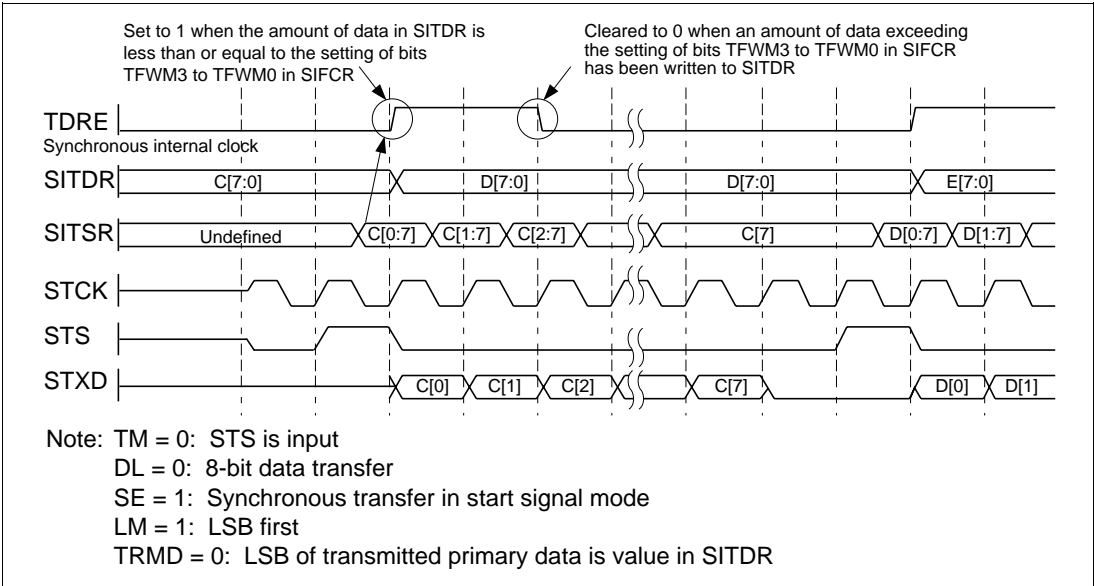 Set to 1 when the amount of data in SITDR is
less than or equal to the setting of bits
TFWM3 to TFWM0 in SIFCR
Cleared to 0 when an amount of data exceeding
the setting of bits TFWM3 to TFWM0 in SIFCR
has been written to SITDR
TDRE
Synchronous internal clock
SITDR C[7:0] D[7:0] D[7:0] E[7:0]
SITSR Undefined C[0:7] C[1:7] C[2:7] C[7] D[0:7] D[1:7]
STCK
STS
STXD C[0] C[1] C[2] C[7] D[0] D[1]
Note: TM = 0: STS is input
DL = 0: 8-bit data transfer
SE = 1: Synchronous transfer in start signal mode
LM = 1: LSB first
TRMD = 0: LSB of transmitted primary data is value in SITDR